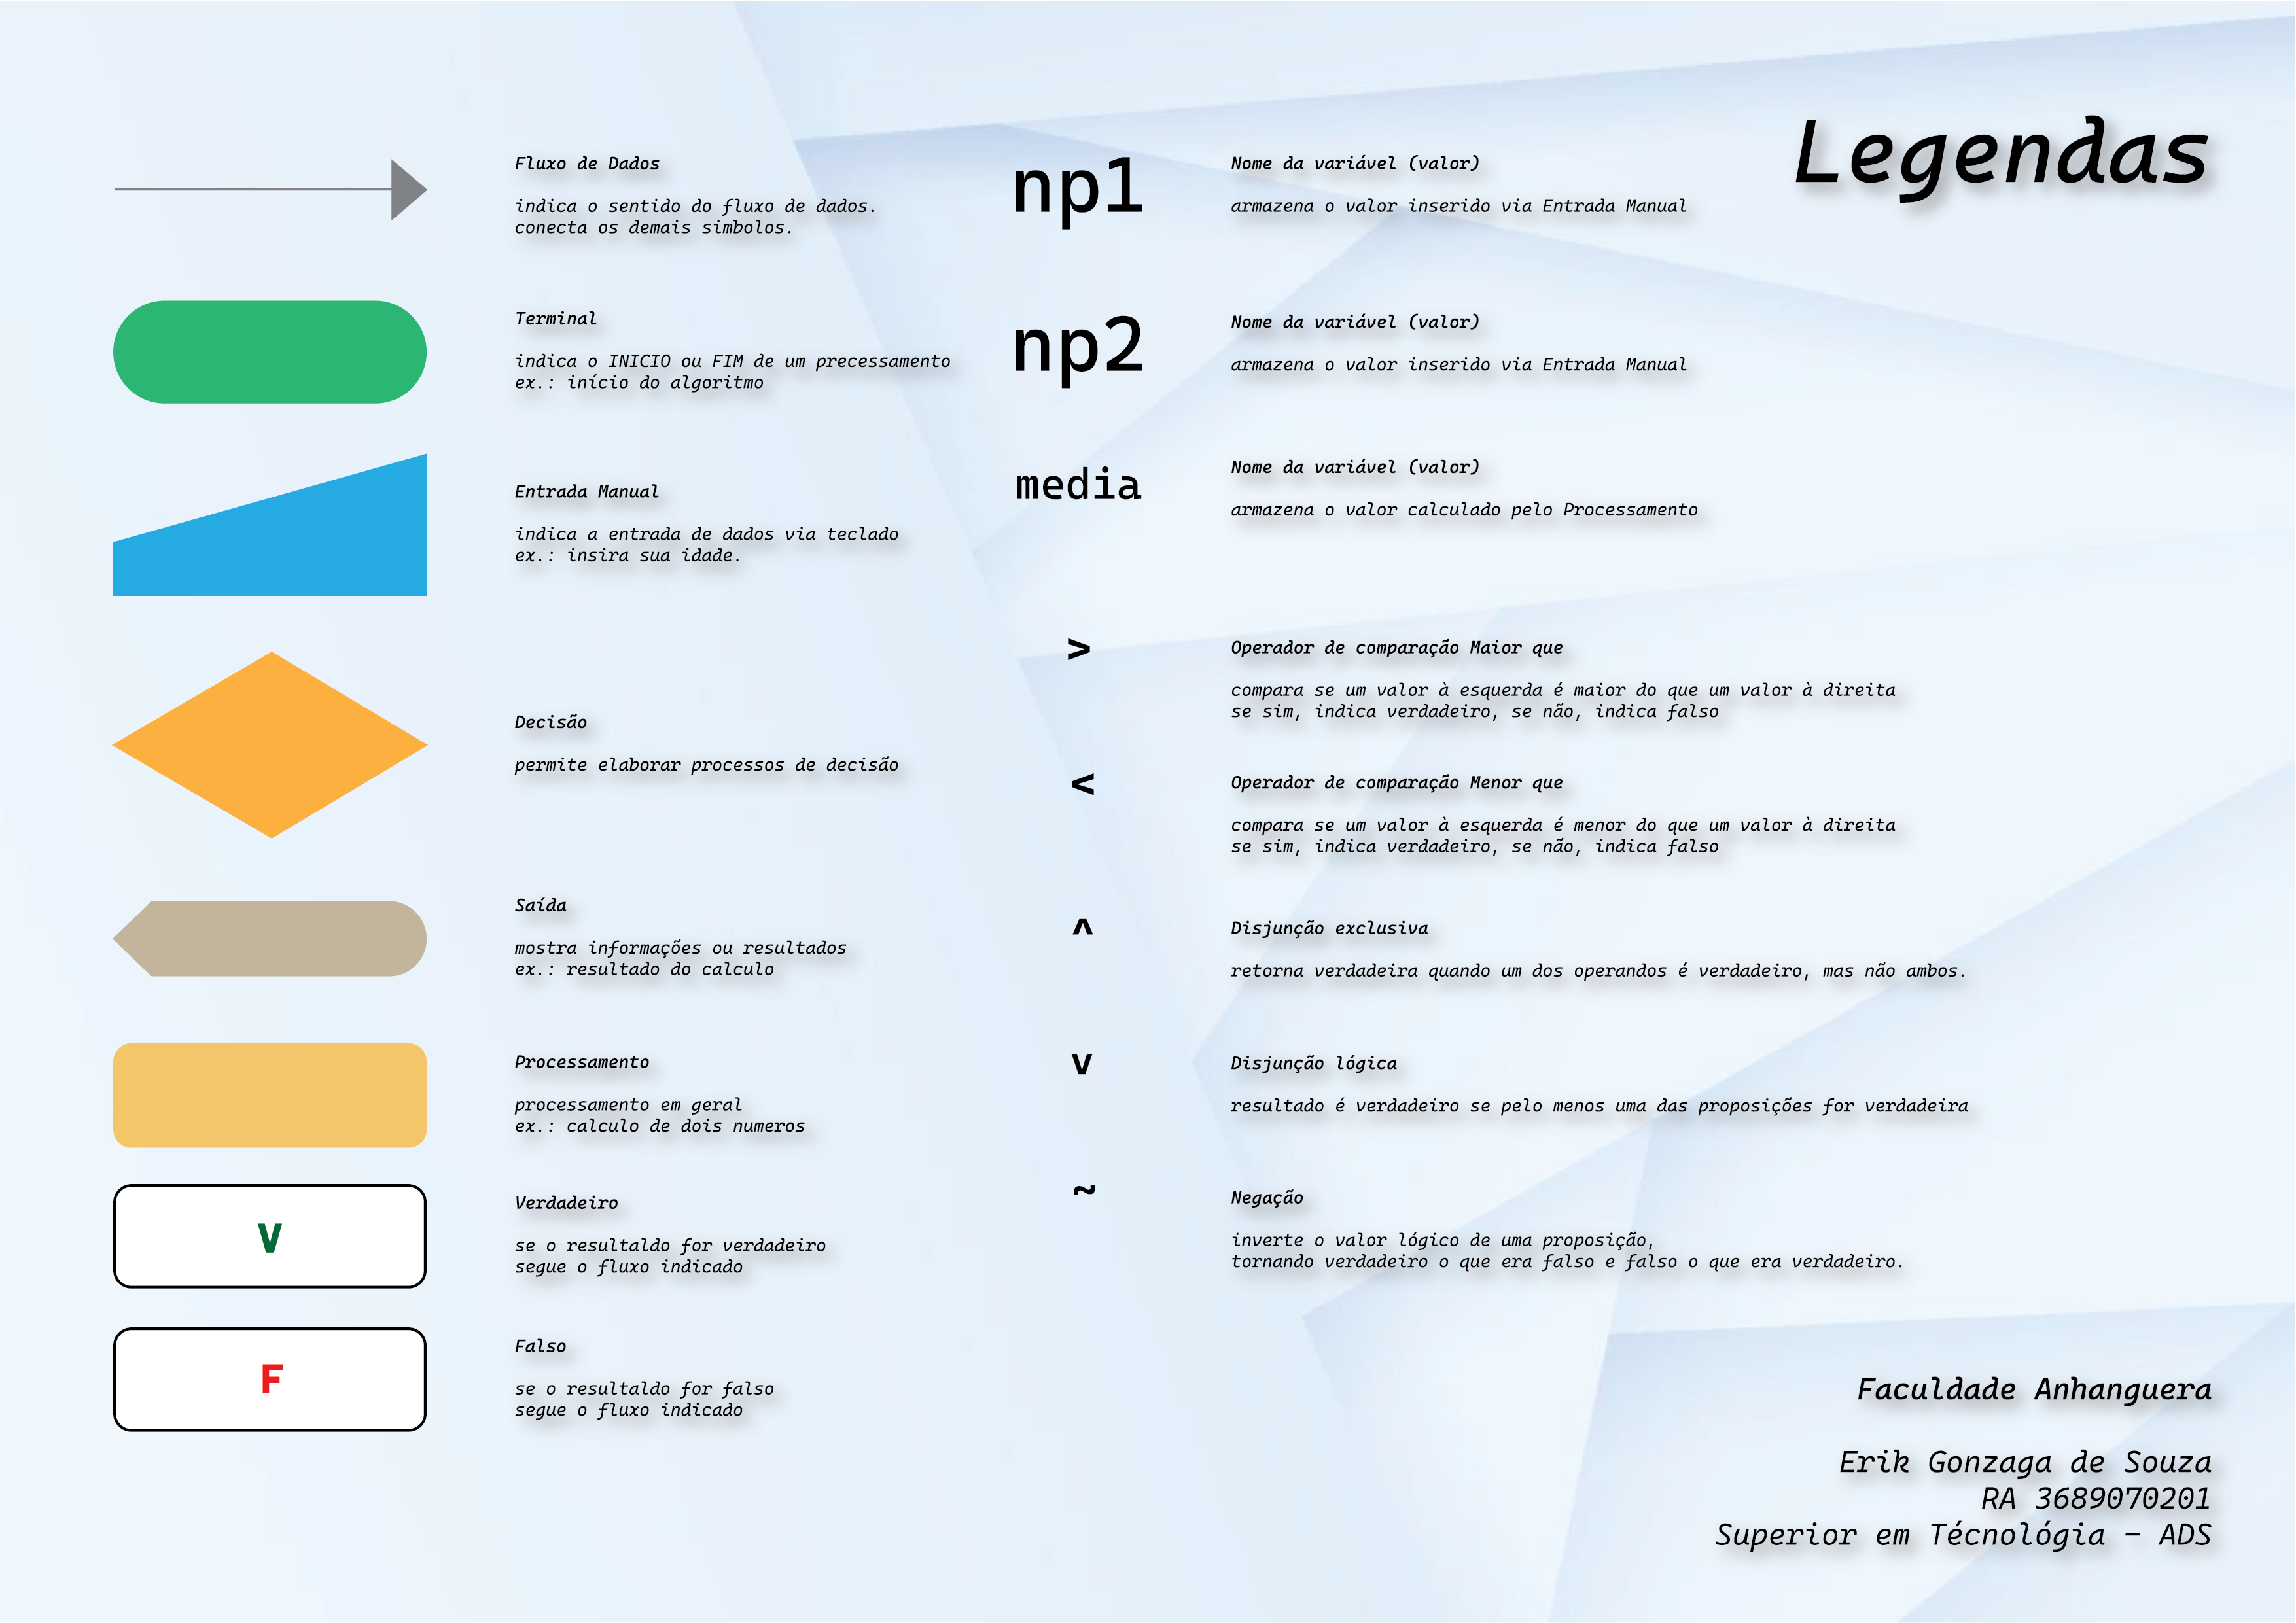 Legendas
Fluxo de Dados
indica o sentido do fluxo de dados.
conecta os demais simbolos.
Terminal
indica o INICIO ou FIM de um precessamento
ex.: início do algoritmo
Entrada Manual
indica a entrada de dados via teclado
ex.: insira sua idade.
Decisão
permite elaborar processos de decisão
Saída
mostra informações ou resultados
ex.: resultado do calculo
Processamento
processamento em geral
ex.: calculo de dois numeros
V
Verdadeiro
se o resultaldo for verdadeiro
segue o fluxo indicado
F
Falso
se o resultaldo for falso
segue o fluxo indicado
np1
Nome da variável (valor)
armazena o valor inserido via Entrada Manual
np2
Nome da variável (valor)
armazena o valor inserido via Entrada Manual
media
Nome da variável (valor)
armazena o valor calculado pelo Processamento
>
Operador de comparação Maior que
compara se um valor à esquerda é maior do que um valor à direita
se sim, indica verdadeiro, se não, indica falso
<
Operador de comparação Menor que
compara se um valor à esquerda é menor do que um valor à direita
se sim, indica verdadeiro, se não, indica falso
^
Disjunção exclusiva
retorna verdadeira quando um dos operandos é verdadeiro, mas não ambos.
v
Disjunção lógica
resultado é verdadeiro se pelo menos uma das proposições for verdadeira
~
Negação
inverte o valor lógico de uma proposição,
tornando verdadeiro o que era falso e falso o que era verdadeiro.
Faculdade Anhanguera
Erik Gonzaga de Souza
RA 3689070201
Superior em Técnológia – ADS